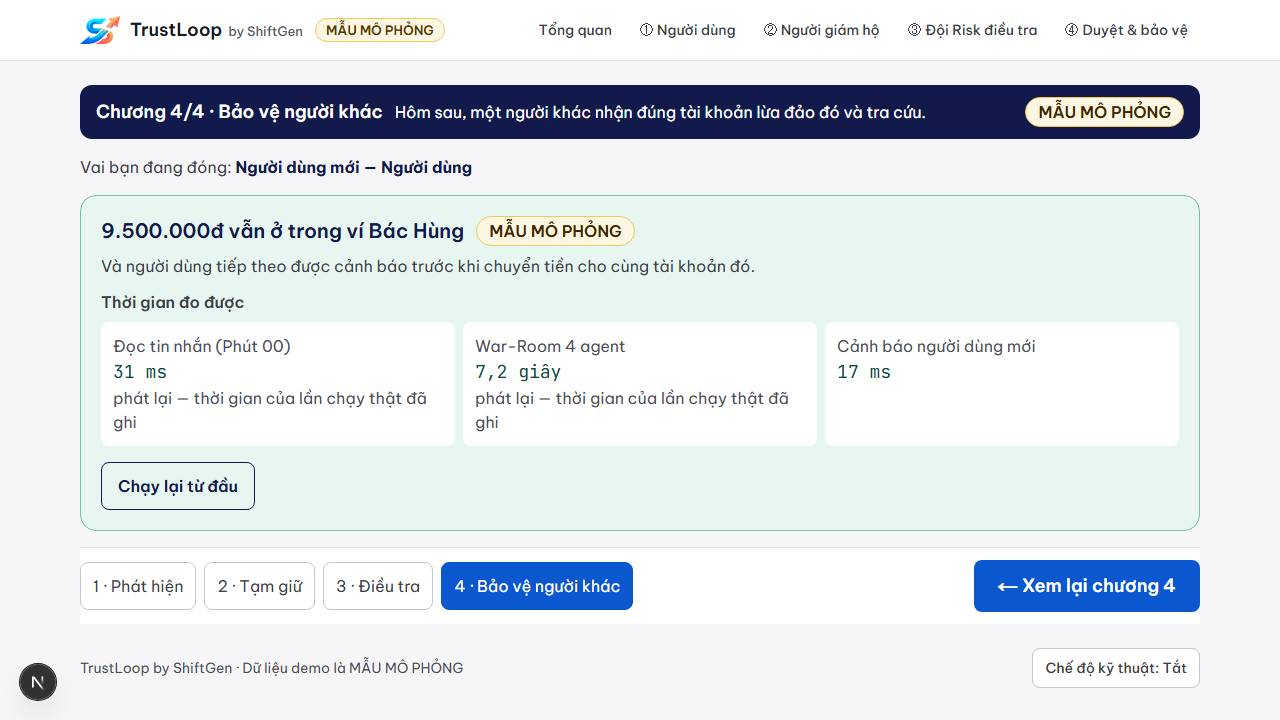 TrustLoop by ShiftGen MẪU MÔ PHỎNG Tổng quan ① Người dùng ② Người giám hộ ③ Đội Risk điều tra ④ Duyệt & bảo vệ
Chương 4/4 · Bảo vệ người khác Hôm sau, một người khác nhận đúng tài khoản lừa đảo đó và tra cứu. MẪU MÔ PHỎNG
Vai bạn đang đóng: Người dùng mới — Người dùng
9.500.000đ vẫn ở trong ví Bác Hùng MẪU MÔ PHỎNG
Và người dùng tiếp theo được cảnh báo trước khi chuyển tiền cho cùng tài khoản đó.
Thời gian đo được
Đọc tin nhắn (Phút 00)
31 ms
phát lại — thời gian của lần chạy thật đã
ghi
War-Room 4 agent
7,2 giây
phát lại — thời gian của lần chạy thật đã
ghi
Cảnh báo người dùng mới
17 ms
Chạy lại từ đầu
1 · Phát hiện 2 · Tạm giữ 3 · Điều tra 4 · Bảo vệ người khác ← Xem lại chương 4
TrustLoop by ShiftGen · Dữ liệu demo là MẪU MÔ PHỎNG Chế độ kỹ thuật: Tắt
N